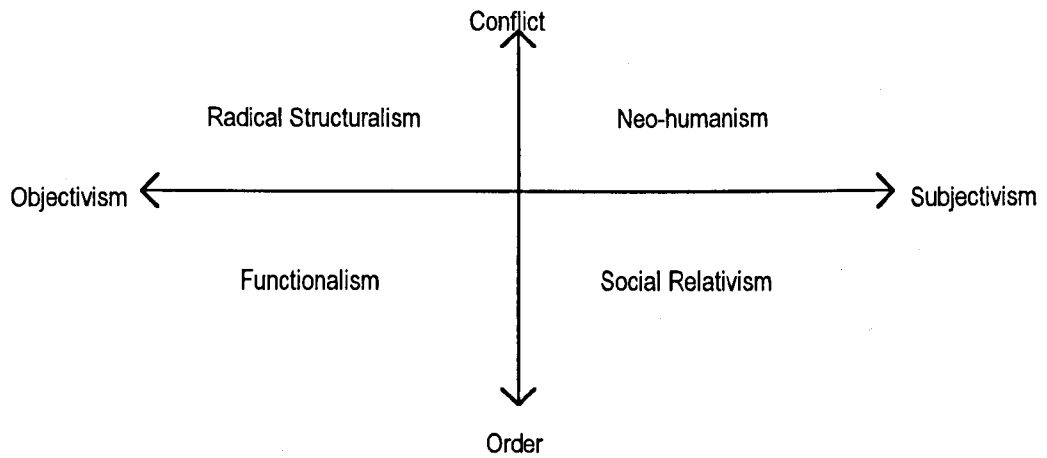 Conflict
Radical Structuralism
Neo-humanism
Objectivism
Subjectivism
Functionalism
Social Relativism
Order